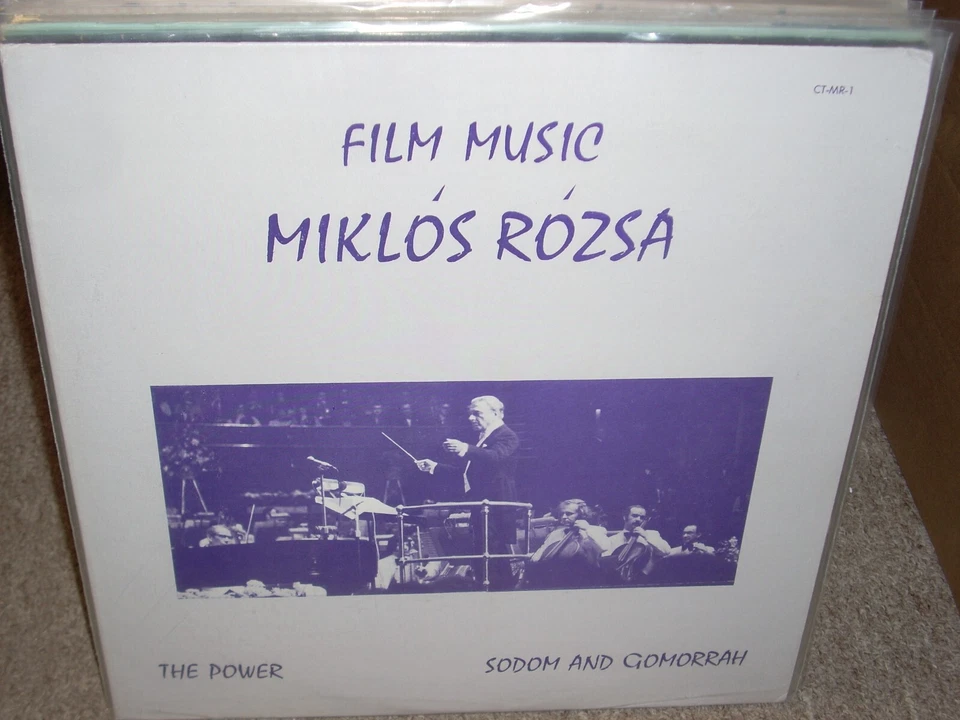 CT-MR-1
FILM MUSIC
MIKLÓS RÓZSA
THE POWER
SODOM AND GOMORRAH